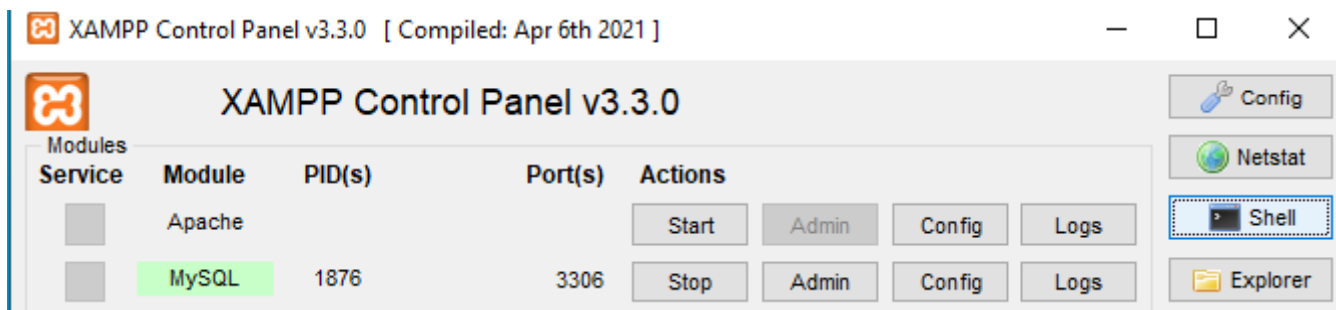 XAMPP Control Panel v3.3.0 [ Compiled: Apr 6th 2021 ]
XAMPP Control Panel v3.3.0
Config
Modules
Netstat
Service Module PID(s) Port(s) Actions
Apache Start Admin Config Logs
Shell
MySQL 1876 3306 Stop Admin Config Logs
Explorer